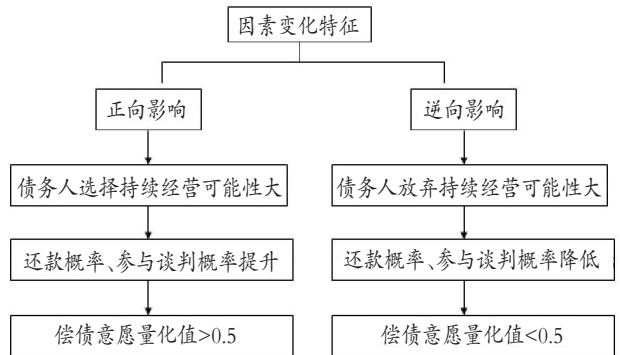 因素变化特征
正向影响
逆向影响
债务人选择持续经营可能性大
债务人放弃持续经营可能性大
还款概率、参与谈判概率提升
还款概率、参与谈判概率降低
偿债意愿量化值>0.5
偿债意愿量化值<0.5